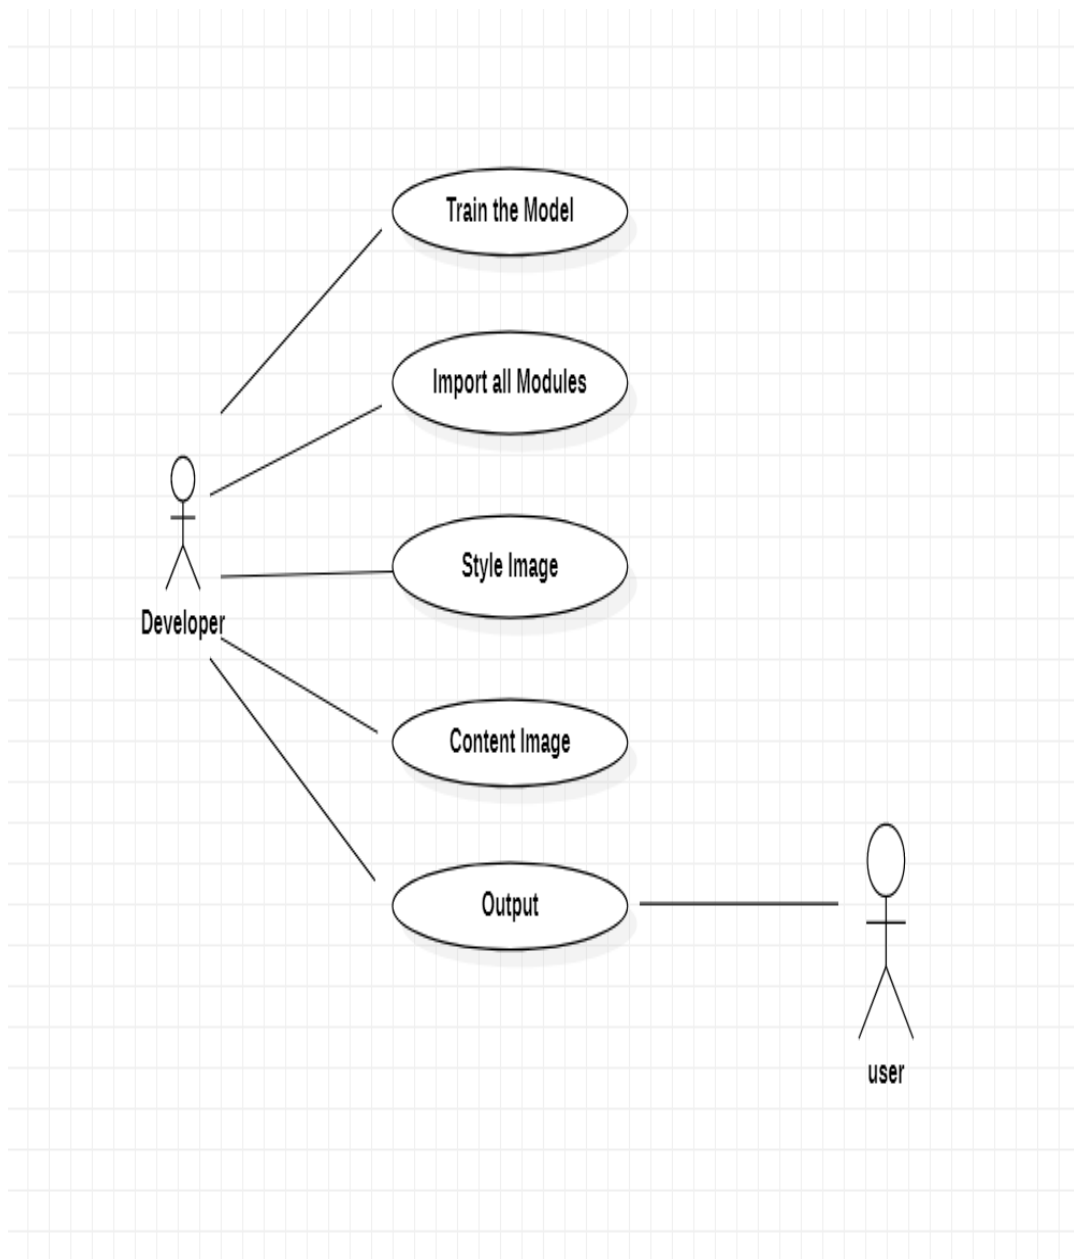 Train the Model
Import all Modules
Style Image
Developer
Content Image
Output
user